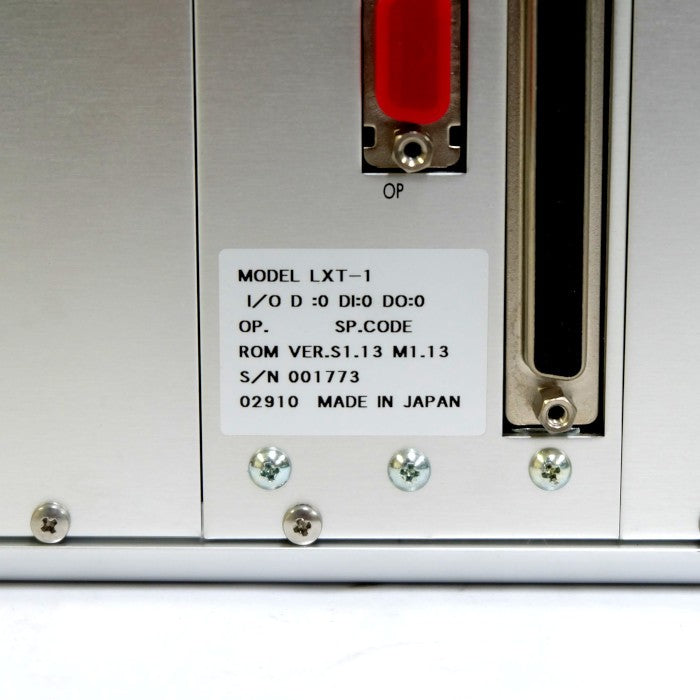 OP
MODEL LXT-1
I/O D :0 DI:0 DO:0
OP. SP.CODE
ROM VER.S1.13 M1.13
S/N 001773
02910 MADE IN JAPAN